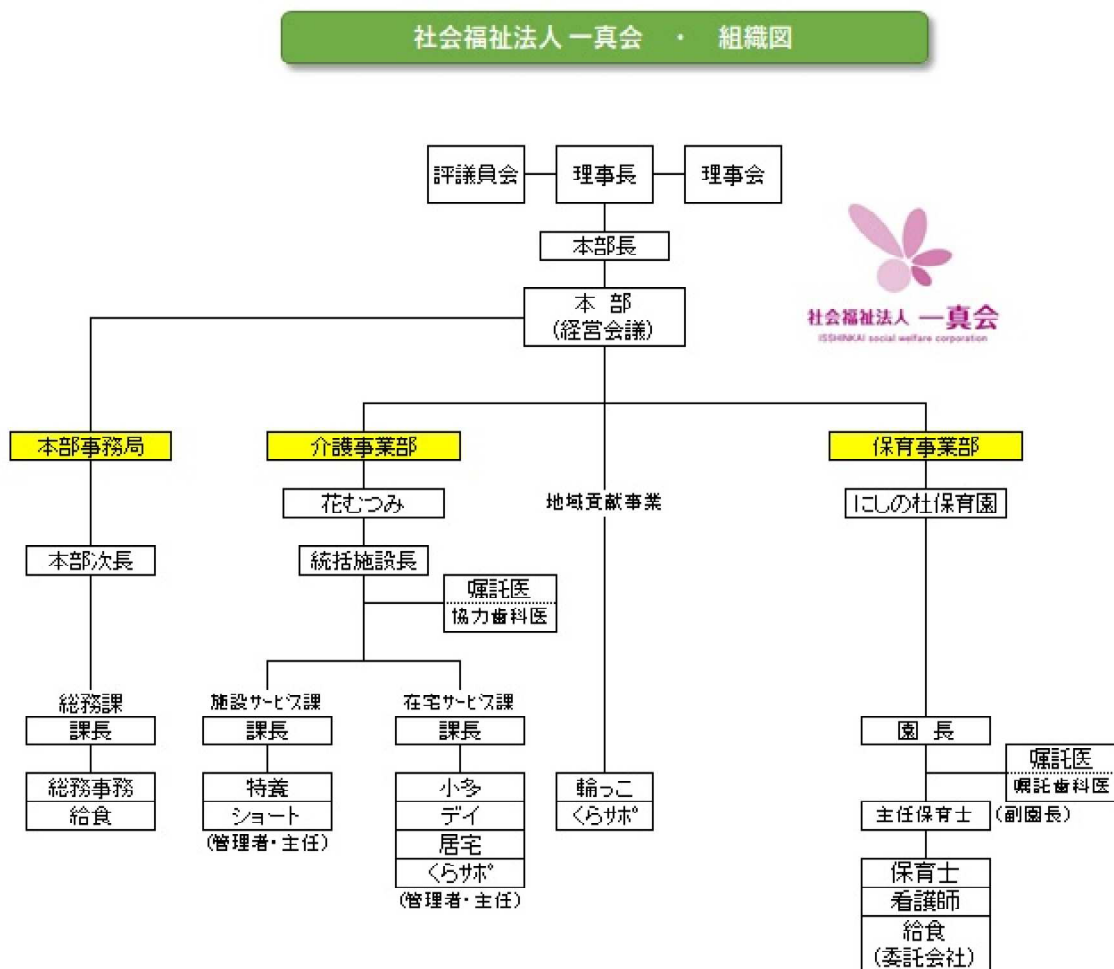 社会福祉法人 一真会 ・ 組織図
評議員会 理事長 理事会
本部長
本 部
(経営会議)
社会福祉法人 一真会
ISSHINKAI social welfare corporation
本部事務局 介護事業部 保育事業部
花むつみ 地域貢献事業 にしの杜保育園
本部次長 統括施設長
嘱託医
協力歯科医
総務課 施設サービス課 在宅サービス課
課長 課長 課長 園 長
嘱託医
嘱託歯科医
総務事務 特養 小多 輪っこ
給食 ショート デイ くらサポ 主任保育士 (副園長)
(管理者・主任) 居宅
くらサポ
(管理者・主任)
保育士
看護師
給食
(委託会社)